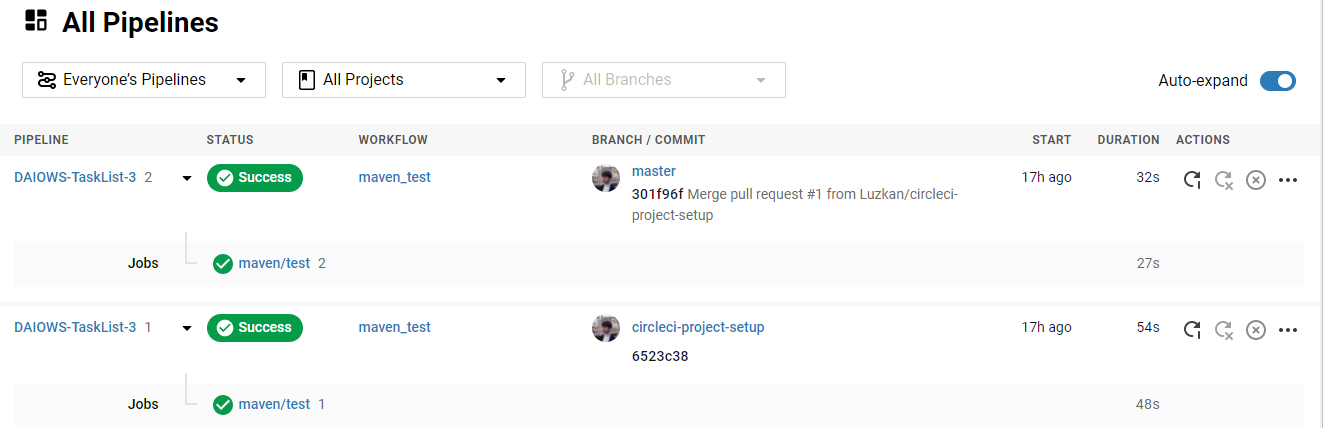 All Pipelines
Everyone's Pipelines
All Projects
All Branches
Auto-expand
PIPELINE STATUS WORKFLOW BRANCH / COMMIT START DURATION ACTIONS
DAIOWS-TaskList-3 2 Success maven_test master 17h ago 32s
301f96f Merge pull request #1 from Luzkan/circleci-
project-setup
Jobs maven/test 2 27s
DAIOWS-TaskList-3 1 Success maven_test circleci-project-setup 17h ago 54s
6523c38
Jobs maven/test 1 48s